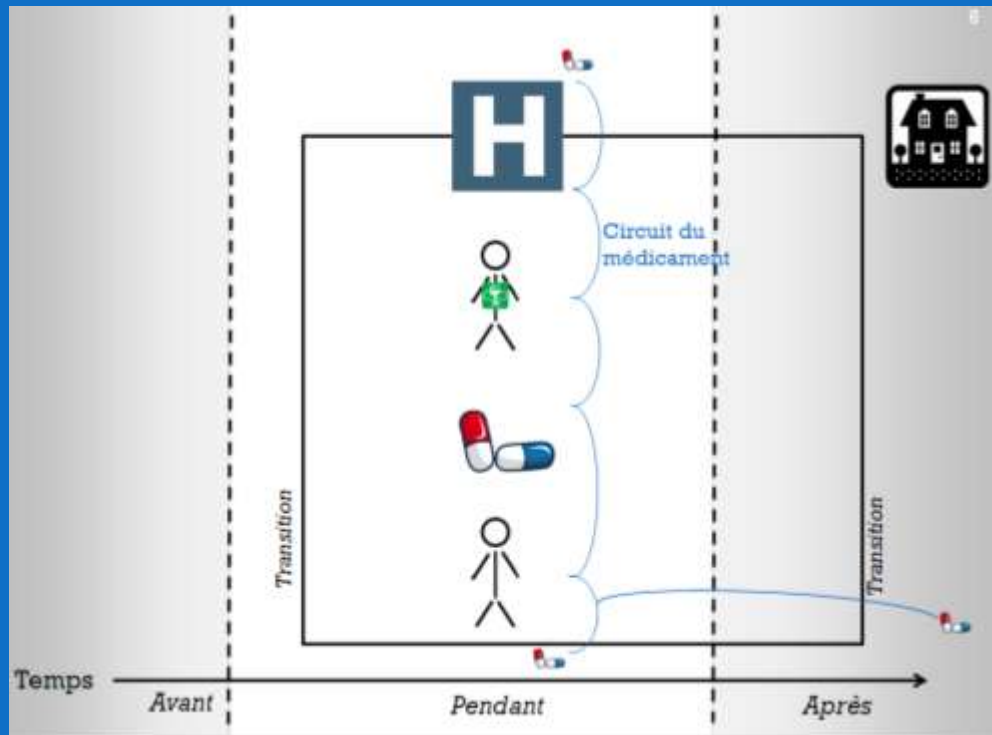 H
Circuit du
médicament
Transition
Transition
Temps
Avant
Pendant
Après